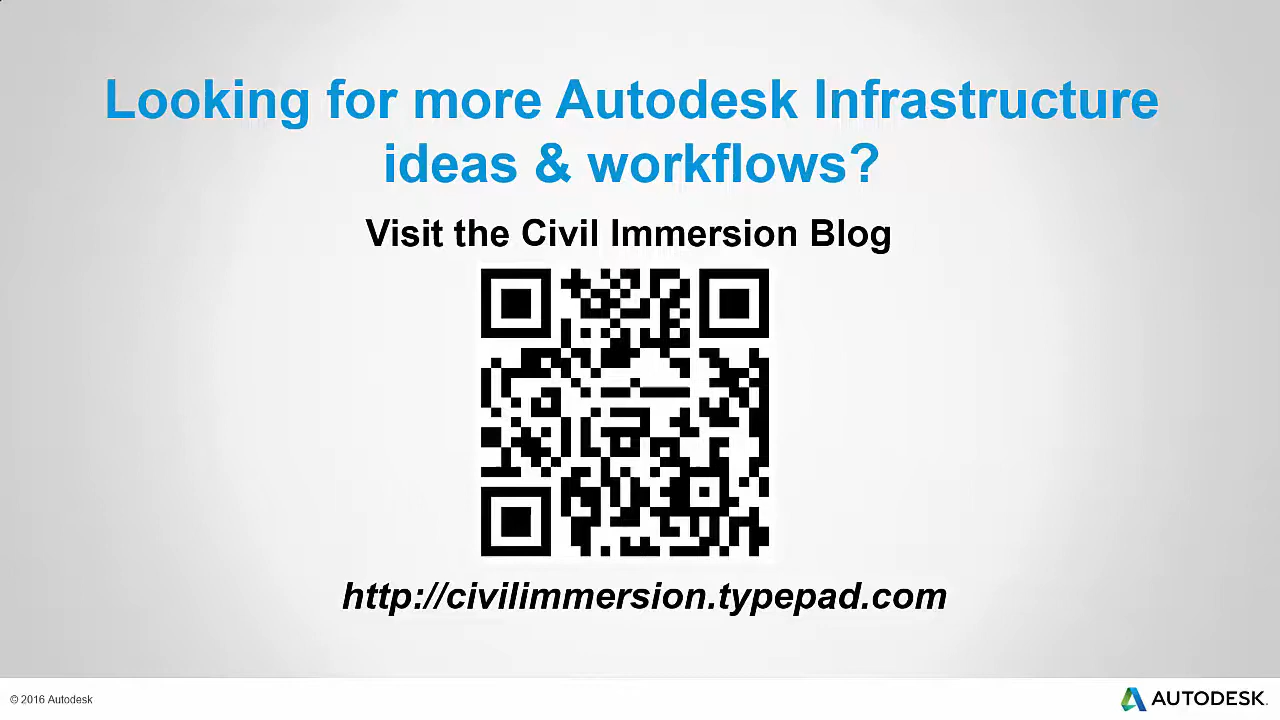 Looking for more Autodesk Infrastructure
ideas & workflows?
Visit the Civil Immersion Blog
http://civilimmersion.typepad.com
© 2016 Autodesk
AUTODESK.